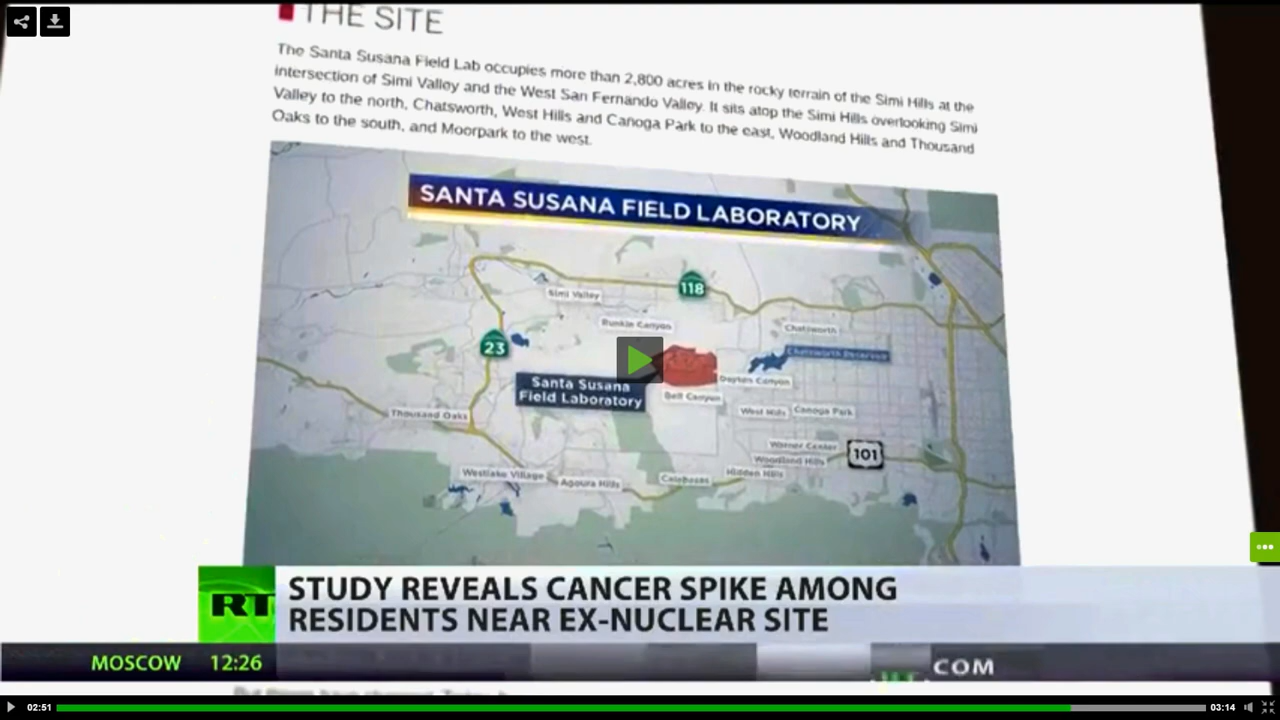 THE SITE
The Santa Susana Field Lab occupies more than 2,800 acres in the rocky terrain of the Simi Hills at the
intersection of Simi Valley and the West San Fernando Valley. It sits atop the Simi Hills overlooking Simi
Valley to the north, Chatsworth, West Hills and Canoga Park to the east, Woodland Hills and Thousand
Oaks to the south, and Moorpark to the west.
SANTA SUSANA FIELD LABORATORY
118
Simi Valley
Runkle Canyon
Chatsworth
23
Chatsworth Reservoir
Santa Susana
Field Laboratory
Dayton Canyon
Bell Canyon
West Hills
Canoga Park
Thousand Oaks
Warner Center
101
Woodland Hills
Westlake Village
Agoura Hills
Calabasas
Hidden Hills
RT
STUDY REVEALS CANCER SPIKE AMONG
RESIDENTS NEAR EX-NUCLEAR SITE
MOSCOW 12:26
COM
02:51
03:14